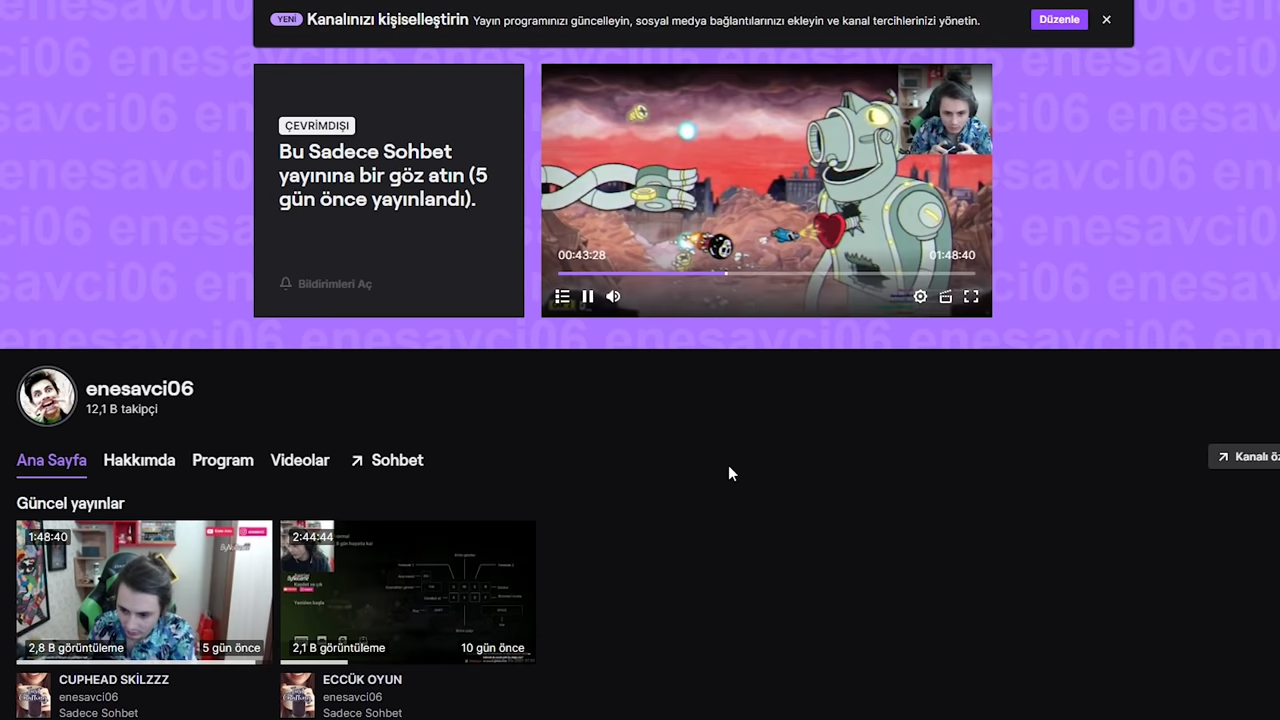 YENİ Kanalınızı kişiselleştirin Yayın programınızı güncelleyin, sosyal medya bağlantılarınızı ekleyin ve kanal tercihlerinizi yönetin. Düzenle
ÇEVRİMDIŞI
Bu Sadece Sohbet
yayınına bir göz atın (5
gün önce yayınlandı).
Bildirimleri Aç
00:43:28 01:48:40
enesavci06
12,1 B takipçi
Ana Sayfa Hakkımda Program Videolar Sohbet
Kanalı öz
Güncel yayınlar
1:48:40
2,8 B görüntüleme 5 gün önce
CUPHEAD SKİLZZZ
enesavci06
Sadece Sohbet
2:44:44
2,1 B görüntüleme 10 gün önce
ECCÜK OYUN
enesavci06
Sadece Sohbet